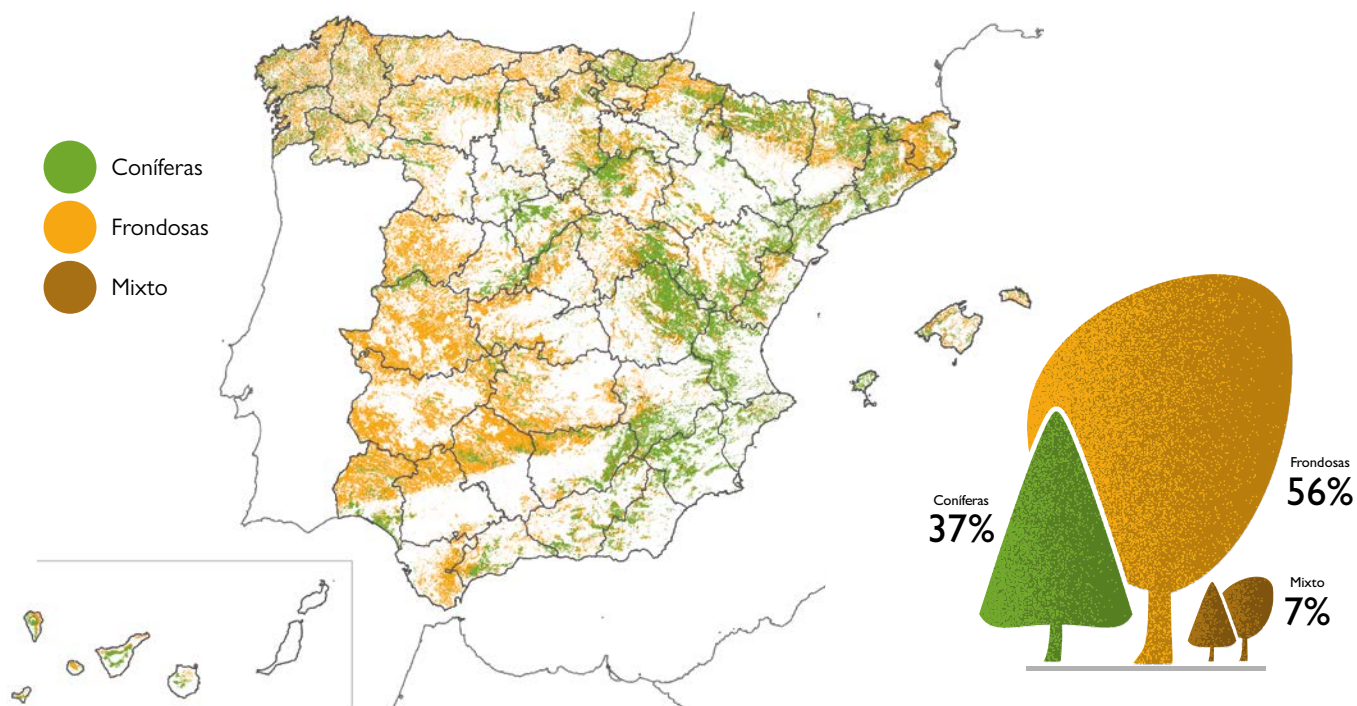 Coníferas
Frondosas
Mixto
Frondosas
56%
Coníferas
37%
Mixto
7%